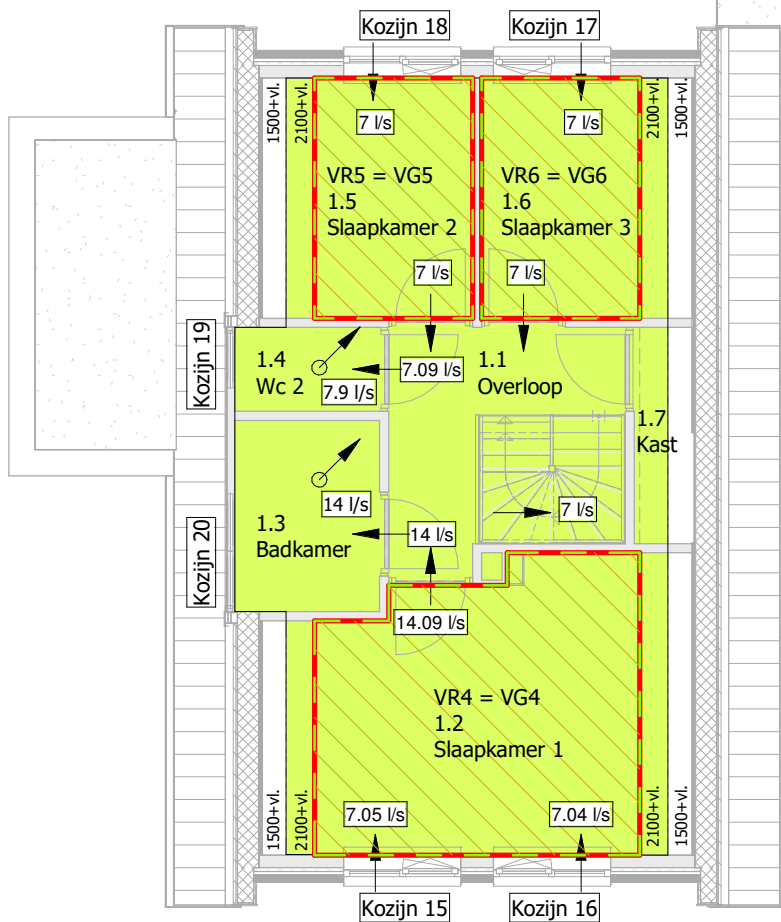 Kozijn 18
Kozijn 17
1500+vl.
2100+vl.
2100+vl.
1500+vl.
7 l/s
7 l/s
VR5 = VG5
1.5
Slaapkamer 2
VR6 = VG6
1.6
Slaapkamer 3
7 l/s
7 l/s
Kozijn 19
1.4
Wc 2
7.9 l/s
7.09 l/s
1.1
Overloop
1.7
Kast
14 l/s
7 l/s
Kozijn 20
1.3
Badkamer
14 l/s
14.09 l/s
VR4 = VG4
1.2
Slaapkamer 1
7.05 l/s
7.04 l/s
1500+vl.
2100+vl.
2100+vl.
1500+vl.
Kozijn 15
Kozijn 16